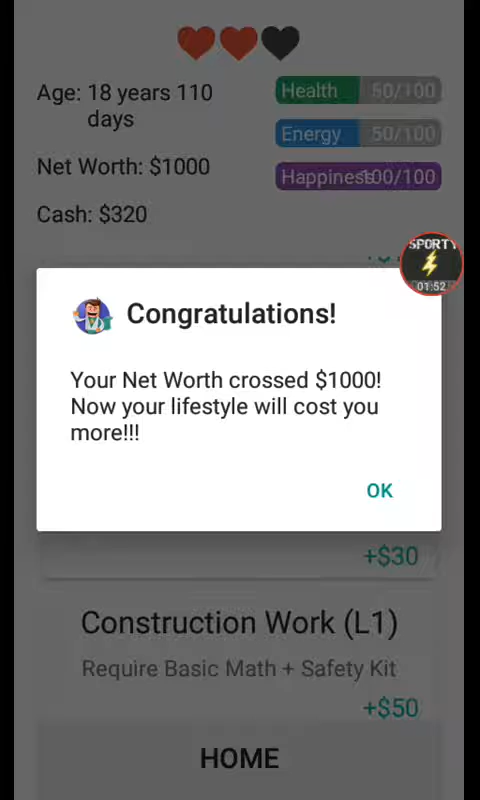 Age: 18 years 110
days
Health 50/100
Energy 50/100
Net Worth: $1000
Happiness 100/100
Cash: $320
SPORTY
01:52
Congratulations!
Your Net Worth crossed $1000!
Now your lifestyle will cost you
more!!!
OK
+$30
Construction Work (L1)
Require Basic Math + Safety Kit
+$50
HOME